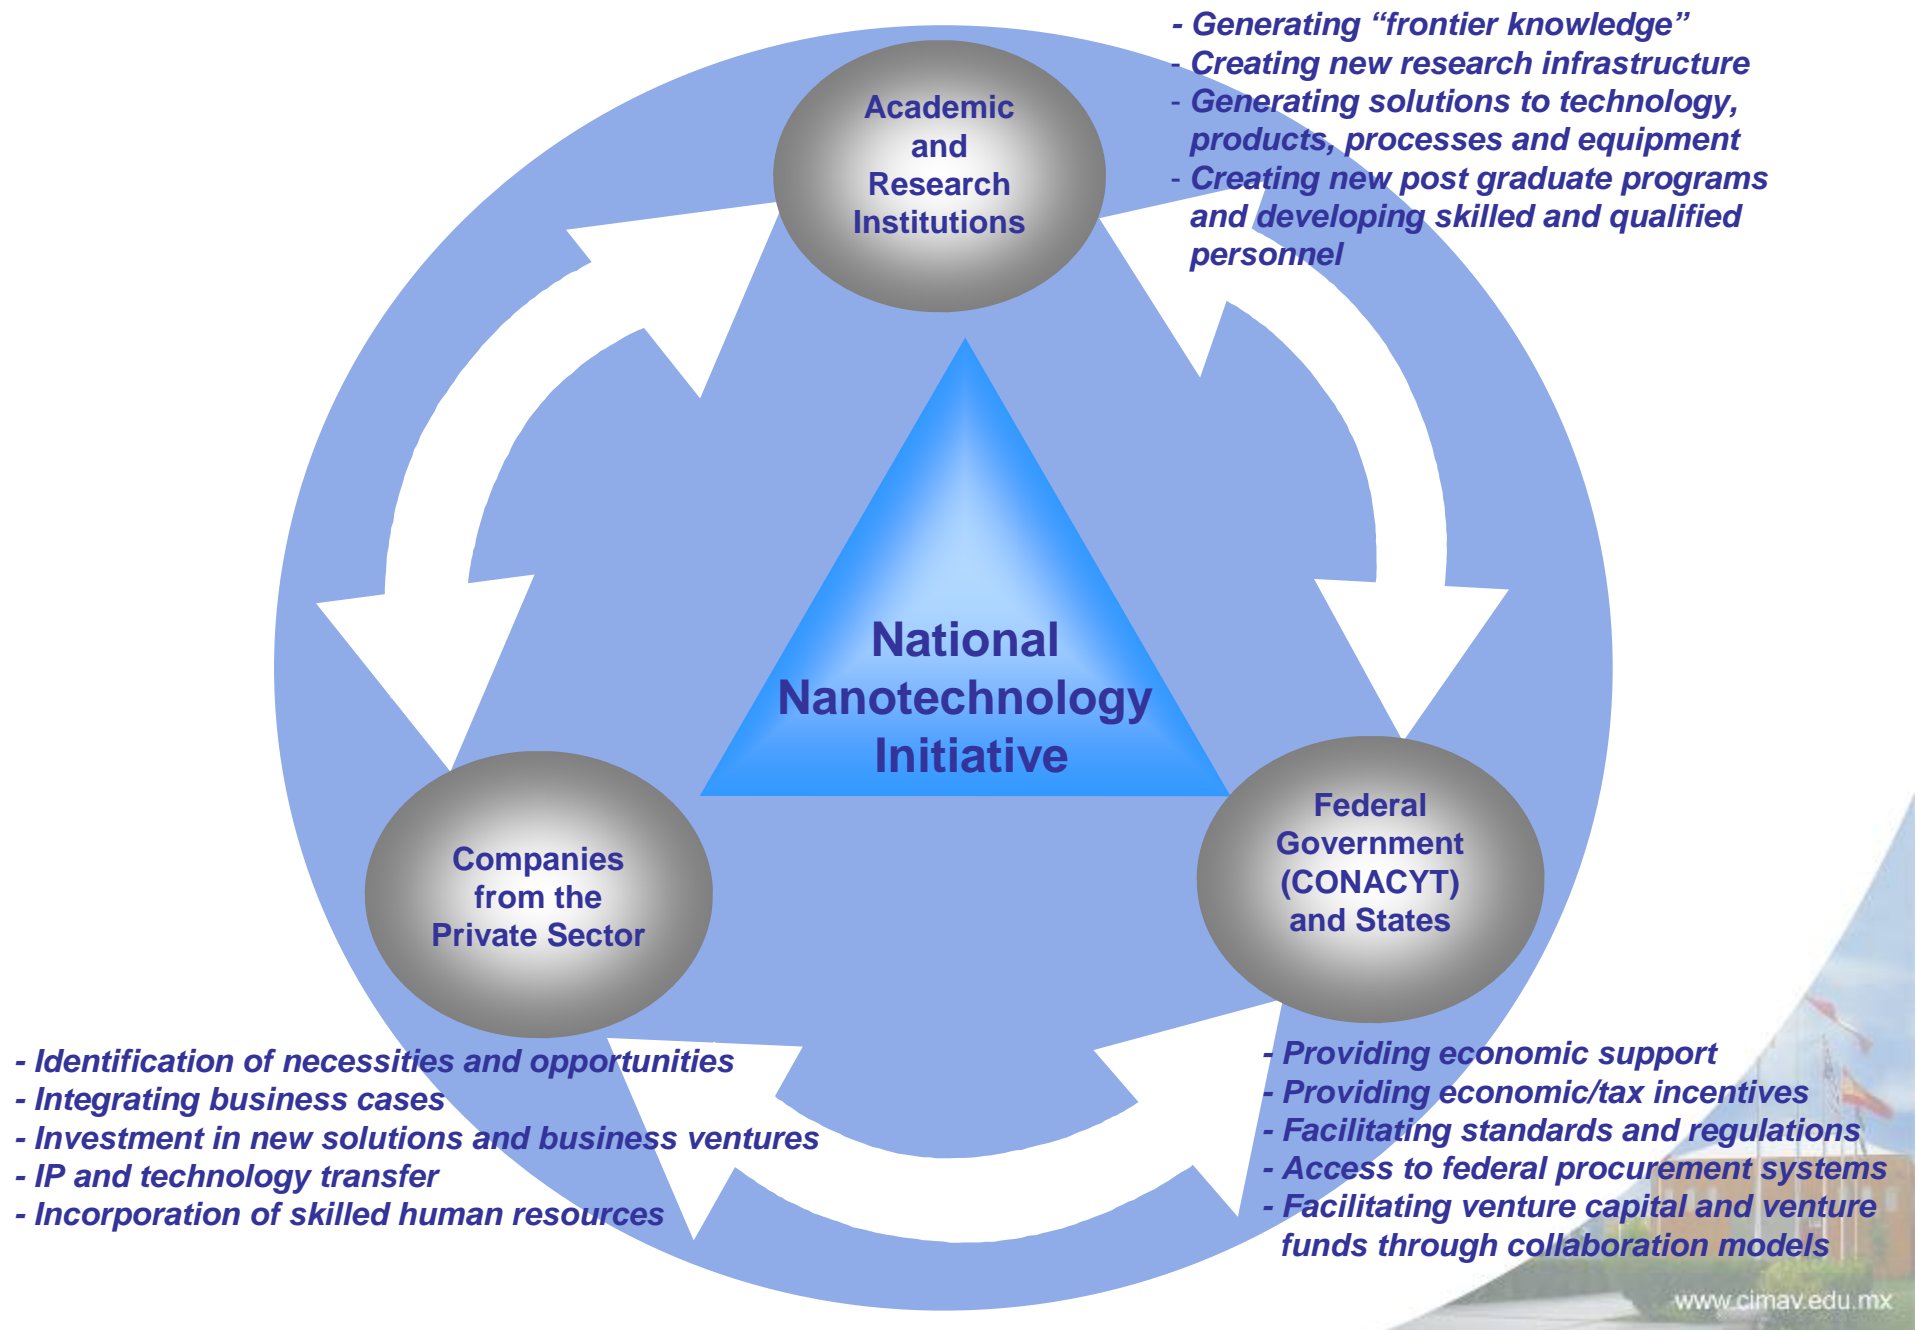 - Generating “frontier knowledge”
- Creating new research infrastructure
- Generating solutions to technology,
products, processes and equipment
- Creating new post graduate programs
and developing skilled and qualified
personnel
Academic
and
Research
Institutions
National
Nanotechnology
Initiative
Companies
from the
Private Sector
Federal
Government
(CONACYT)
and States
- Identification of necessities and opportunities
- Integrating business cases
- Investment in new solutions and business ventures
- IP and technology transfer
- Incorporation of skilled human resources
- Providing economic support
- Providing economic/tax incentives
- Facilitating standards and regulations
- Access to federal procurement systems
- Facilitating venture capital and venture
funds through collaboration models
www.cimav.edu.mx